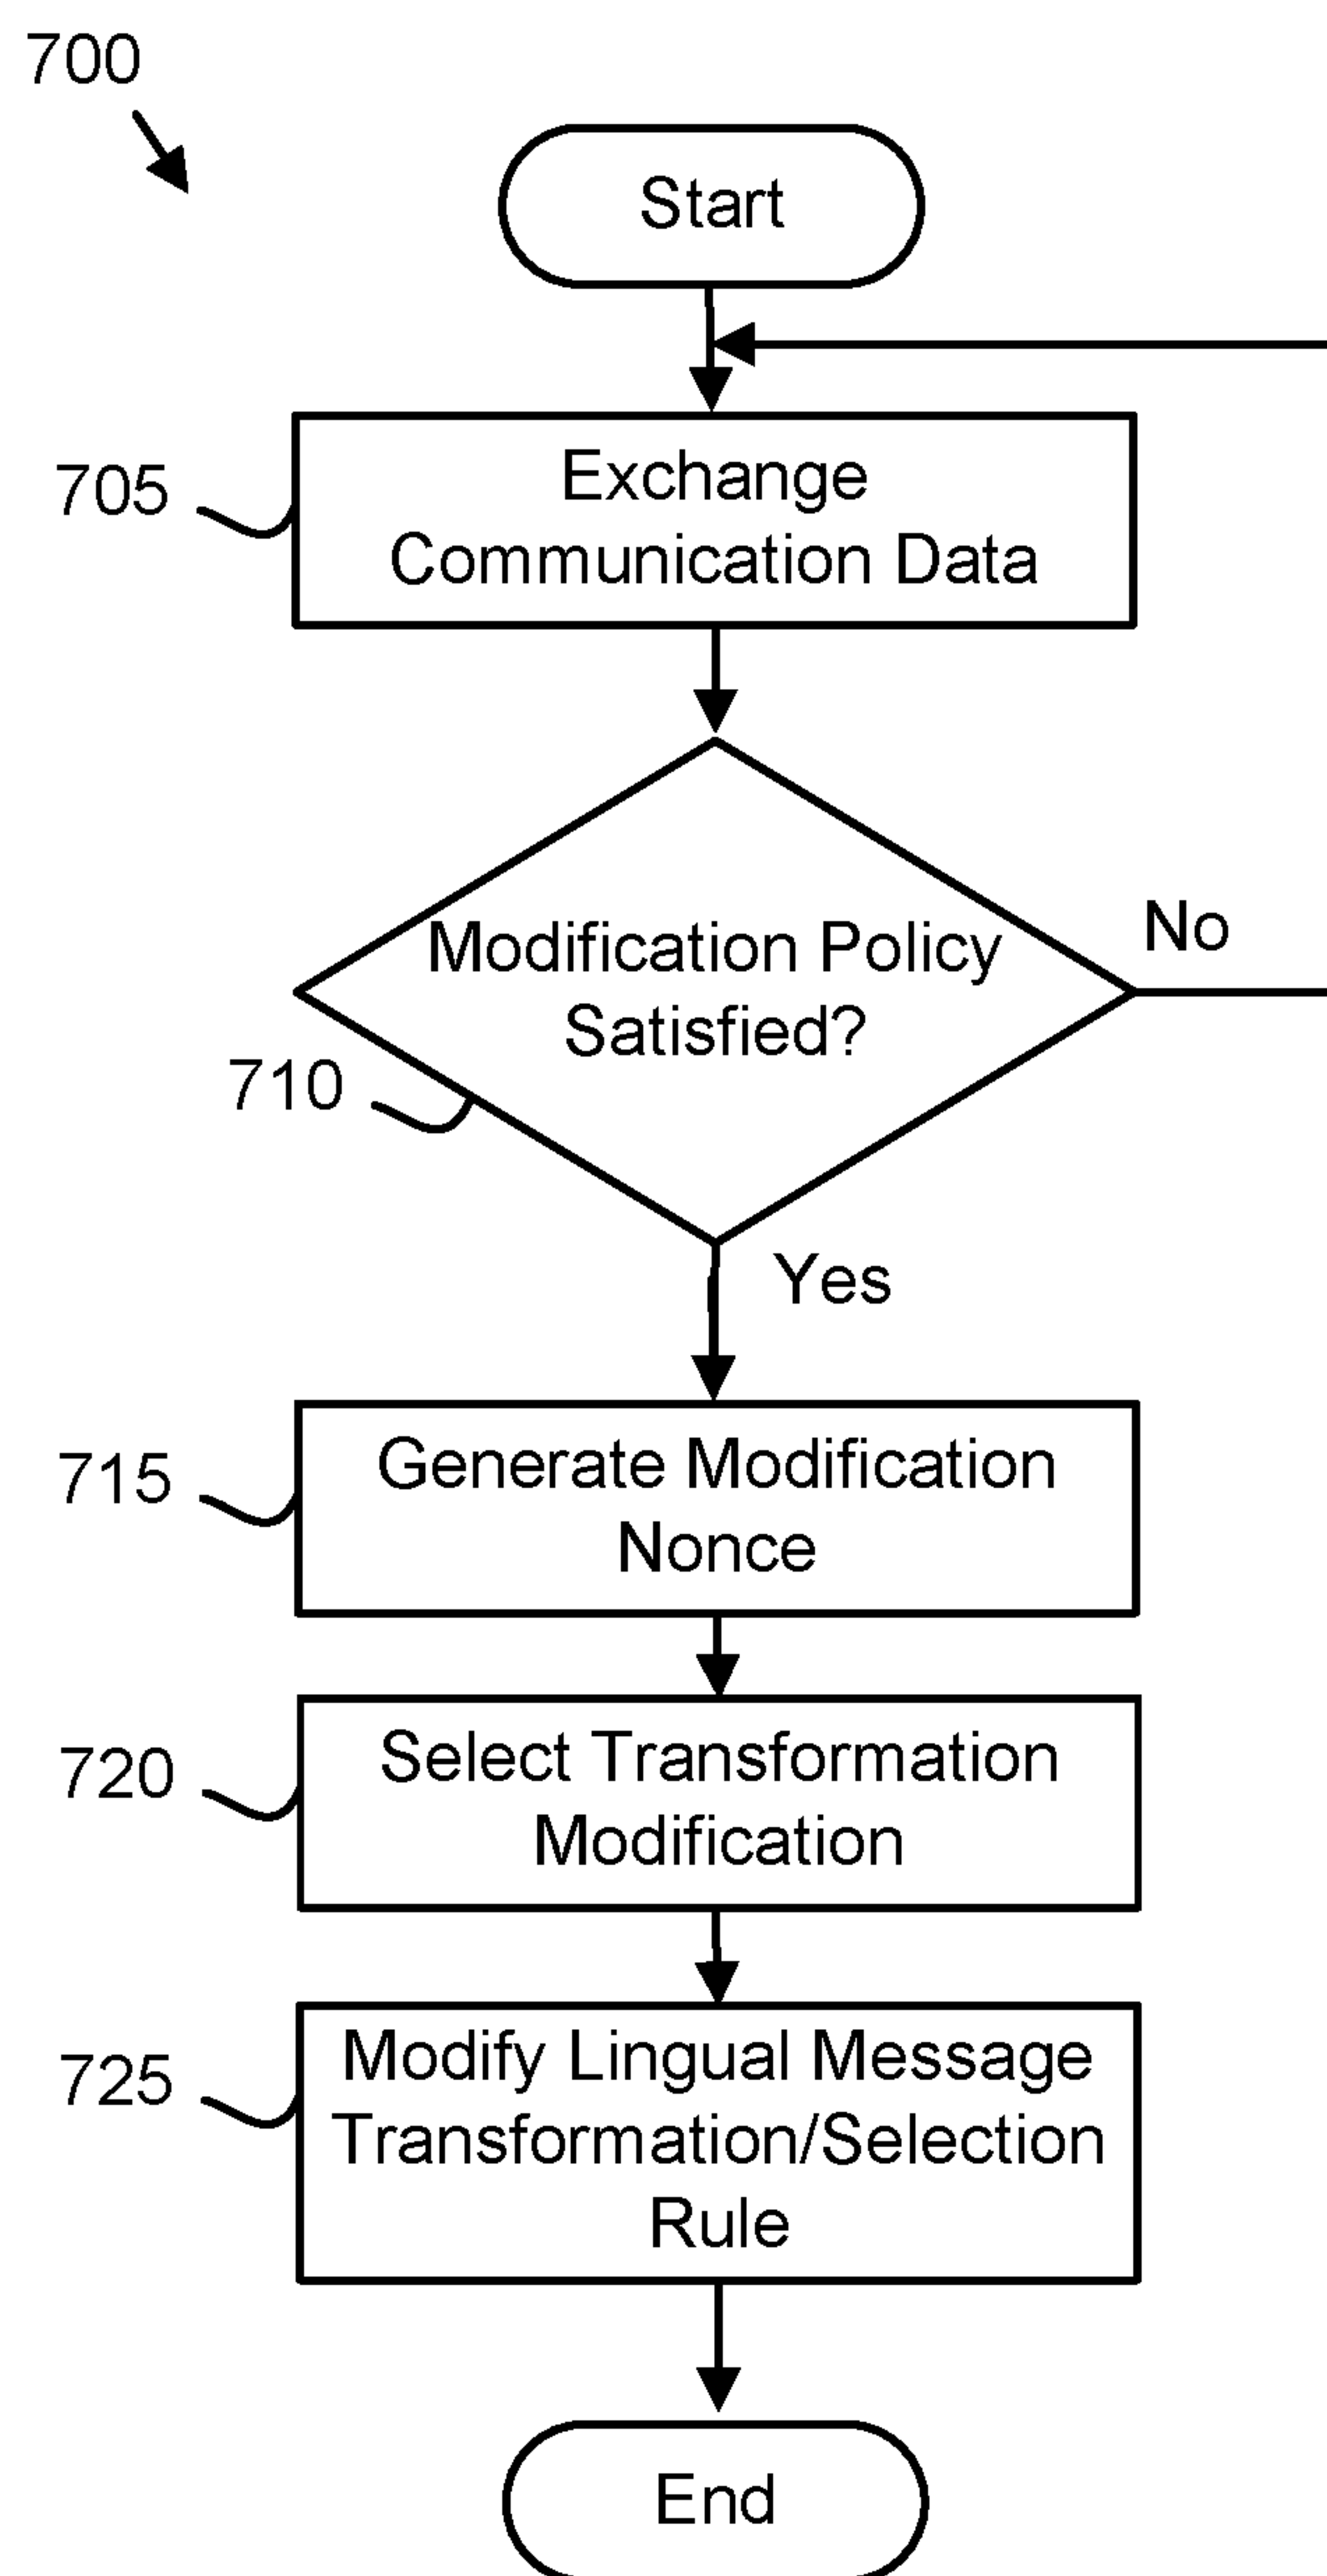 700
Start
705
Exchange
Communication Data
Modification Policy
Satisfied?
No
710
Yes
715
Generate Modification
Nonce
720
Select Transformation
Modification
725
Modify Lingual Message
Transformation/Selection
Rule
End